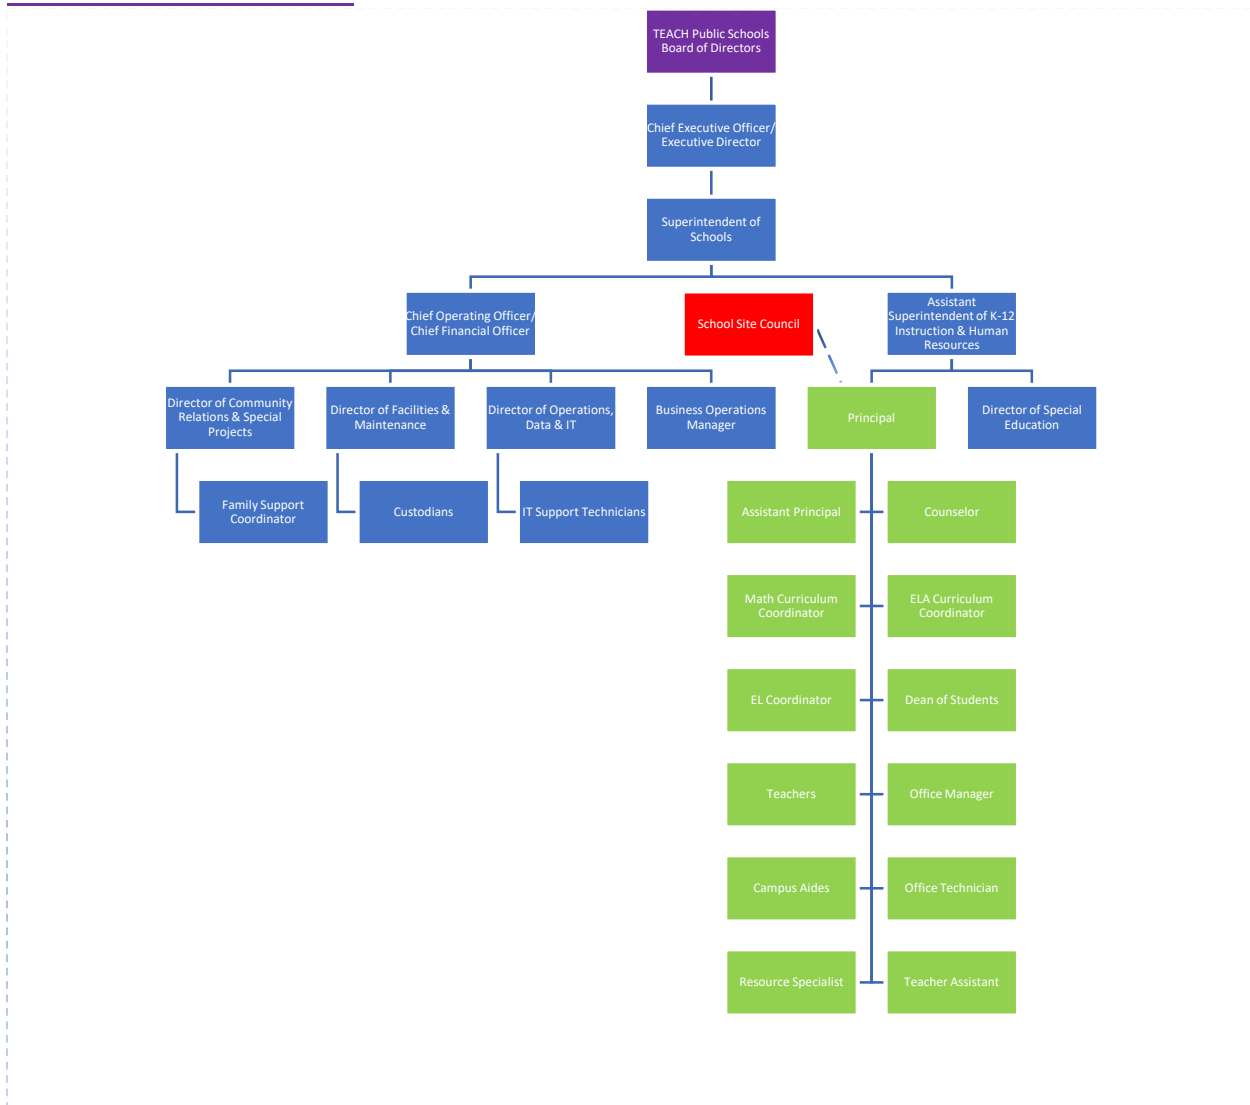 TEACH Public Schools
Board of Directors
Chief Executive Officer/
Executive Director
Superintendent of
Schools
Chief Operating Officer/
Chief Financial Officer
School Site Council
Assistant
Superintendent of K-12
Instruction & Human
Resources
Director of Community
Relations & Special
Projects
Director of Facilities &
Maintenance
Director of Operations,
Data & IT
Business Operations
Manager
Principal
Director of Special
Education
Family Support
Coordinator
Custodians
IT Support Technicians
Assistant Principal
Counselor
Math Curriculum
Coordinator
ELA Curriculum
Coordinator
EL Coordinator
Dean of Students
Teachers
Office Manager
Campus Aides
Office Technician
Resource Specialist
Teacher Assistant